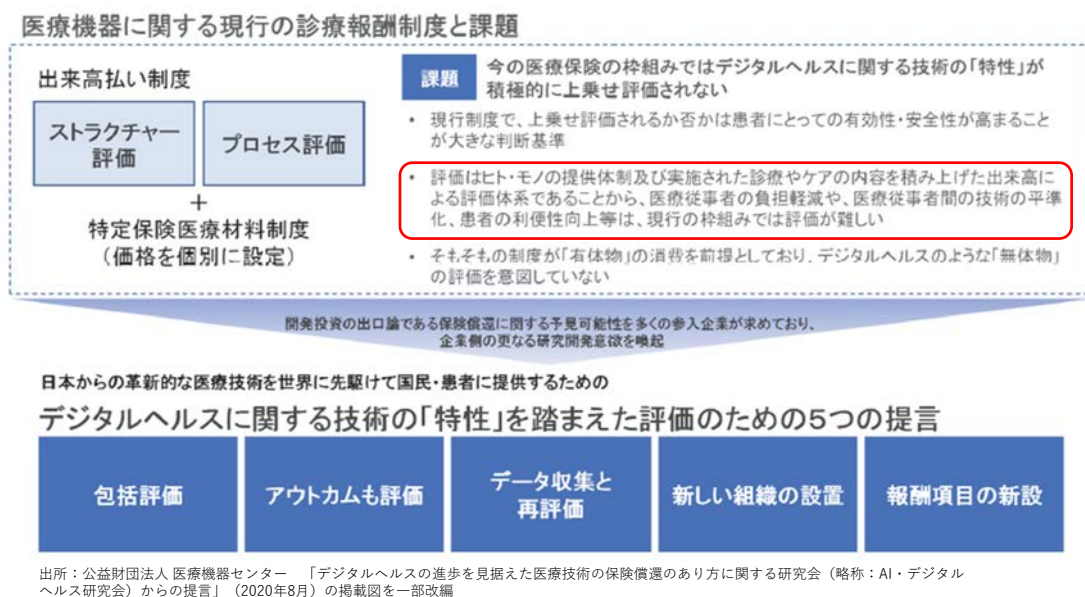 医療機器に関する現行の診療報酬制度と課題
出来高払い制度
ストラクチャー
評価
プロセス評価
+
特定保険医療材料制度
(価格を個別に設定)
課題
今の医療保険の枠組みではデジタルヘルスに関する技術の「特性」が
積極的に上乗せ評価されない
・ 現行制度で、上乗せ評価されるか否かは患者にとっての有効性・安全性が高まること
が大きな判断基準
・ 評価はヒト・モノの提供体制及び実施された診療やケアの内容を積み上げた出来高に
よる評価体系であることから、医療従事者の負担軽減や、医療従事者間の技術の平準
化、患者の利便性向上等は、現行の枠組みでは評価が難しい
・ そもそもの制度が「有体物」の消費を前提としており、デジタルヘルスのような「無体物」
の評価を意図していない
開発投資の出口論である保険償還に関する予見可能性を多くの参入企業が求めており、
企業側の更なる研究開発意欲を喚起
日本からの革新的な医療技術を世界に先駆けて国民・患者に提供するための
デジタルヘルスに関する技術の「特性」を踏まえた評価のための5つの提言
包括評価
アウトカムも評価
データ収集と
再評価
新しい組織の設置
報酬項目の新設
出所：公益財団法人 医療機器センター 「デジタルヘルスの進歩を見据えた医療技術の保険償還のあり方に関する研究会（略称：AI・デジタル
ヘルス研究会）からの提言」（2020年8月）の掲載図を一部改編